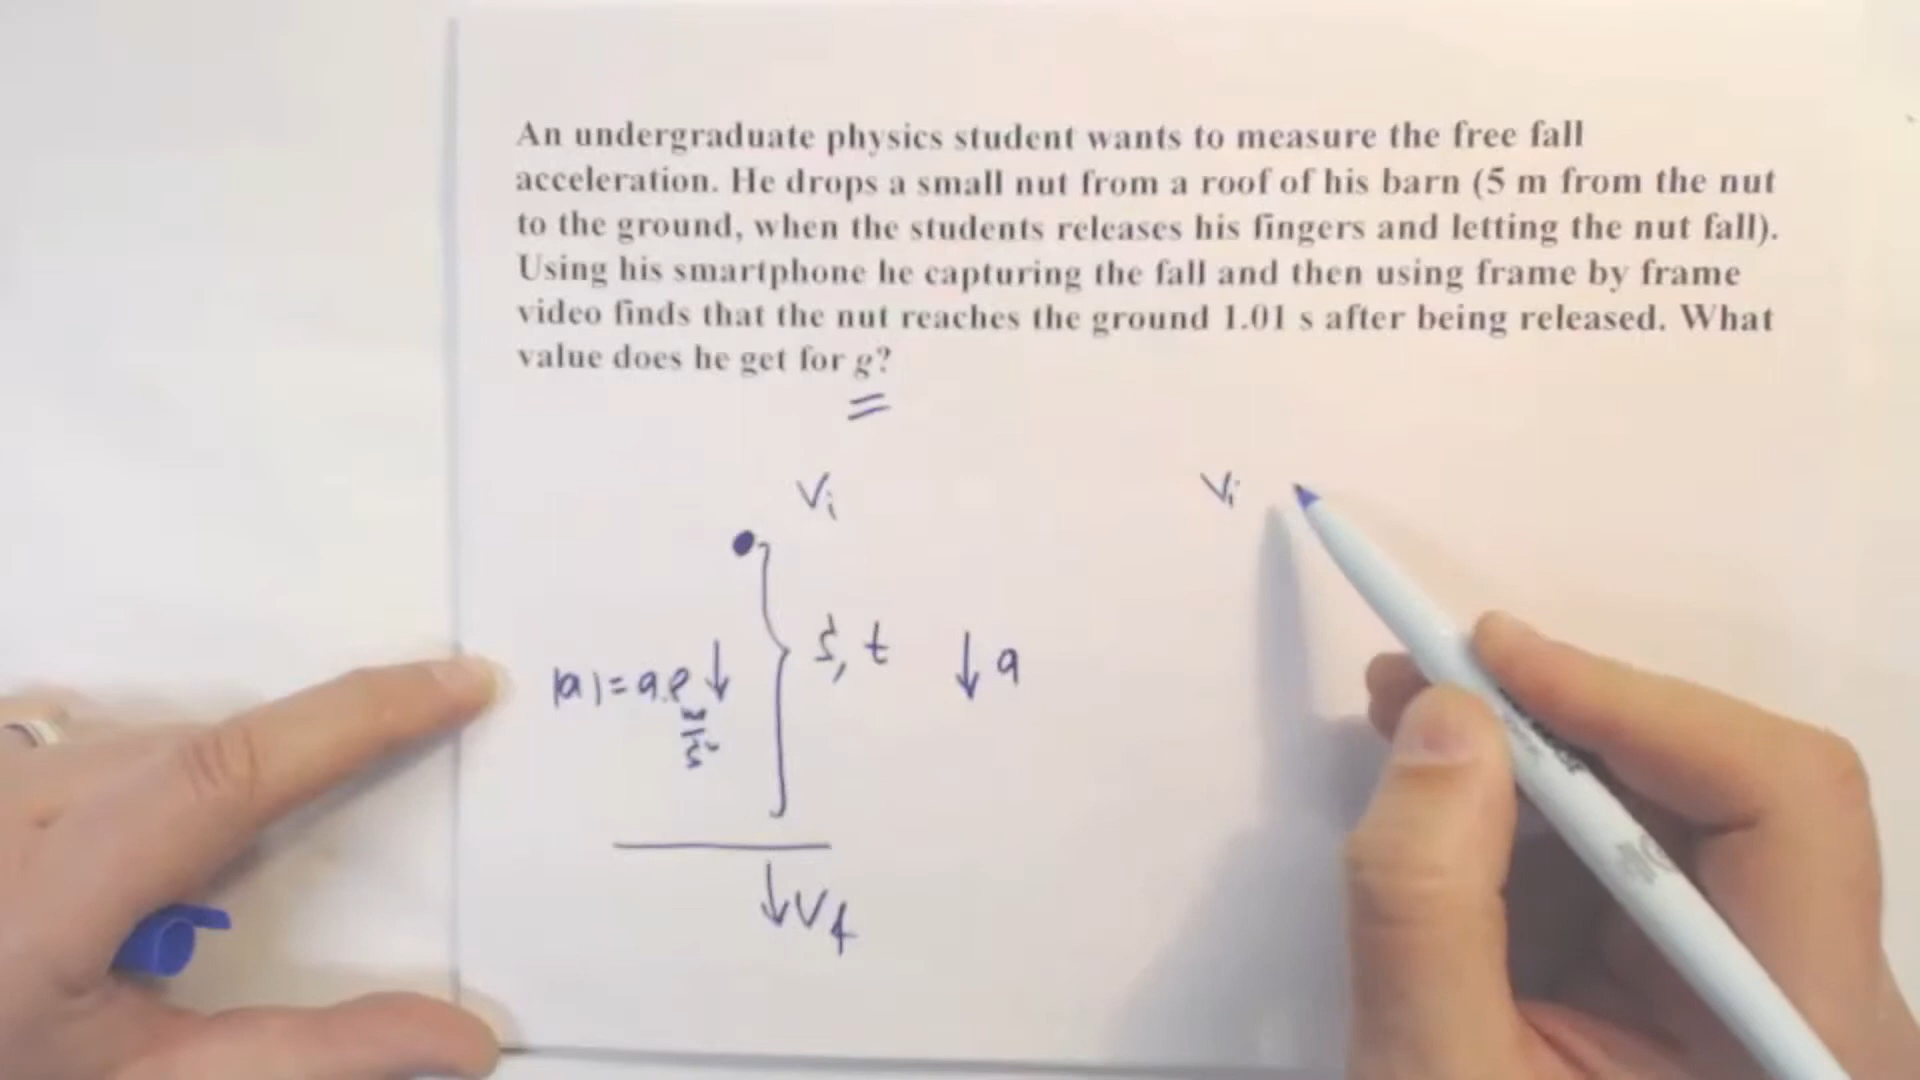 An undergraduate physics student wants to measure the free fall
acceleration. He drops a small nut from a roof of his barn (5 m from the nut
to the ground, when the students releases his fingers and letting the nut fall).
Using his smartphone he capturing the fall and then using frame by frame
video finds that the nut reaches the ground 1.01 s after being released. What
value does he get for g?
Vi
Vi
S, t
a
|a| = 9.8
Vf